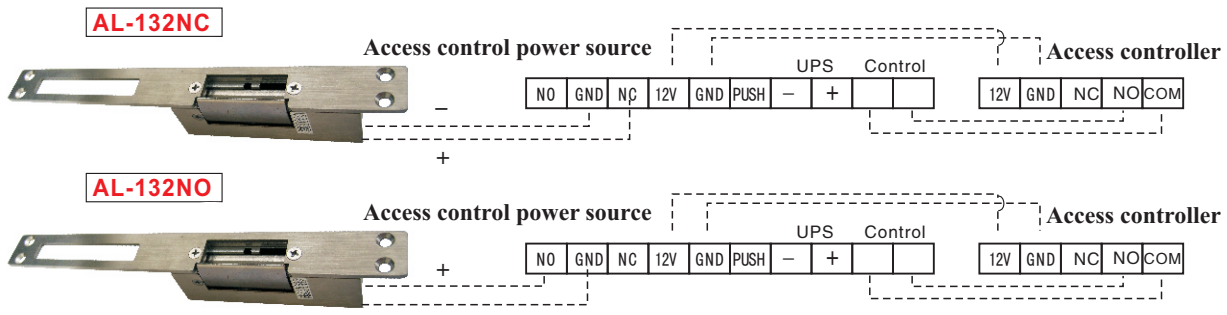 AL-132NC
Access control power source
Access controller
UPS Control
NO GND NC 12V GND PUSH − +
12V GND NC NO COM
−
+
AL-132NO
Access control power source
Access controller
UPS Control
+
NO GND NC 12V GND PUSH − +
12V GND NC NO COM
−